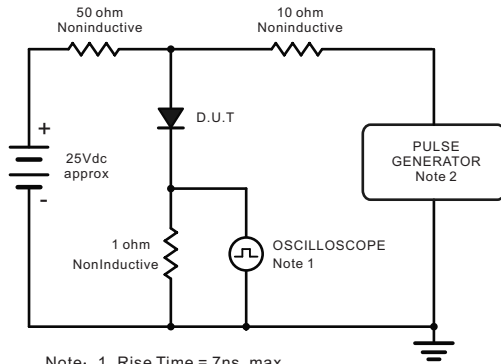 50 ohm
Noninductive
10 ohm
Noninductive
+
D.U.T
25Vdc
approx
-
PULSE
GENERATOR
Note 2
1 ohm
NonInductive
OSCILLOSCOPE
Note 1
Note: 1. Rise Time = 7ns. max.